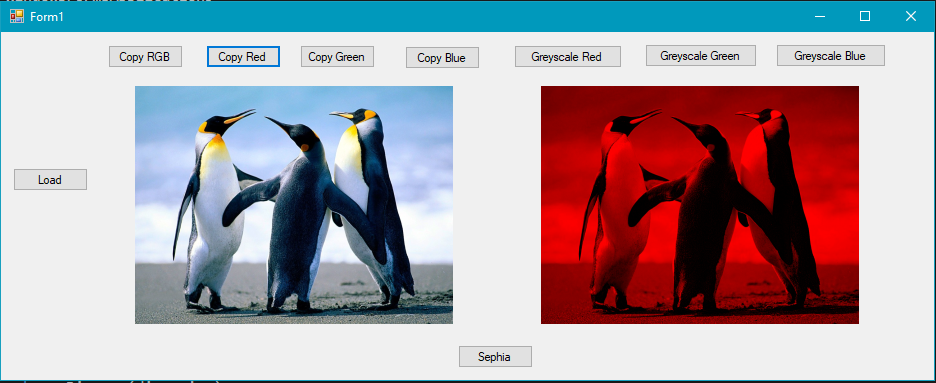 Form1
Copy RGB
Copy Red
Copy Green
Copy Blue
Greyscale Red
Greyscale Green
Greyscale Blue
Load
Sephia